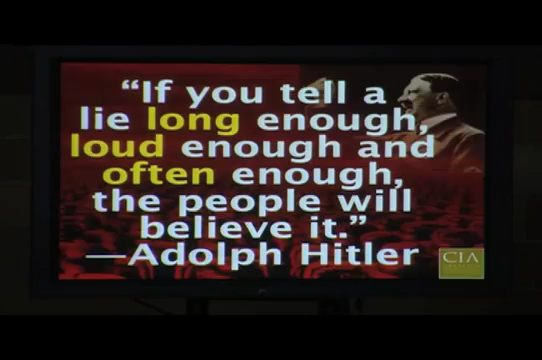 “If you tell a
lie long enough,
loud enough and
often enough,
the people will
believe it.”
—Adolph Hitler
CIA